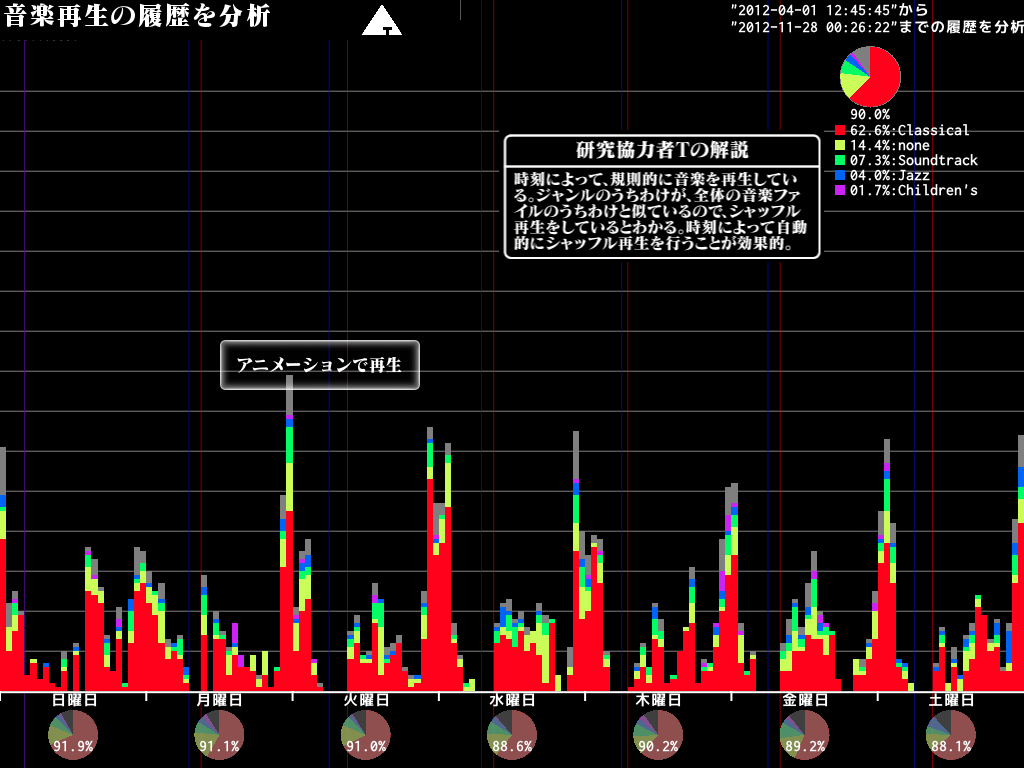 音楽再生の履歴を分析
"2012-04-01 12:45:45"から
"2012-11-28 00:26:22"までの履歴を分析
T
90.0%
62.6%:Classical
14.4%:none
07.3%:Soundtrack
04.0%:Jazz
01.7%:Children's
研究協力者Tの解説
時刻によって、規則的に音楽を再生してい
る。ジャンルのうちわけが、全体の音楽ファ
イルのうちわけと似ているので、シャッフル
再生をしているとわかる。時刻によって自動
的にシャッフル再生を行うことが効果的。
アニメーションで再生
日曜日 月曜日 火曜日 水曜日 木曜日 金曜日 土曜日
91.9% 91.1% 91.0% 88.6% 90.2% 89.2% 88.1%